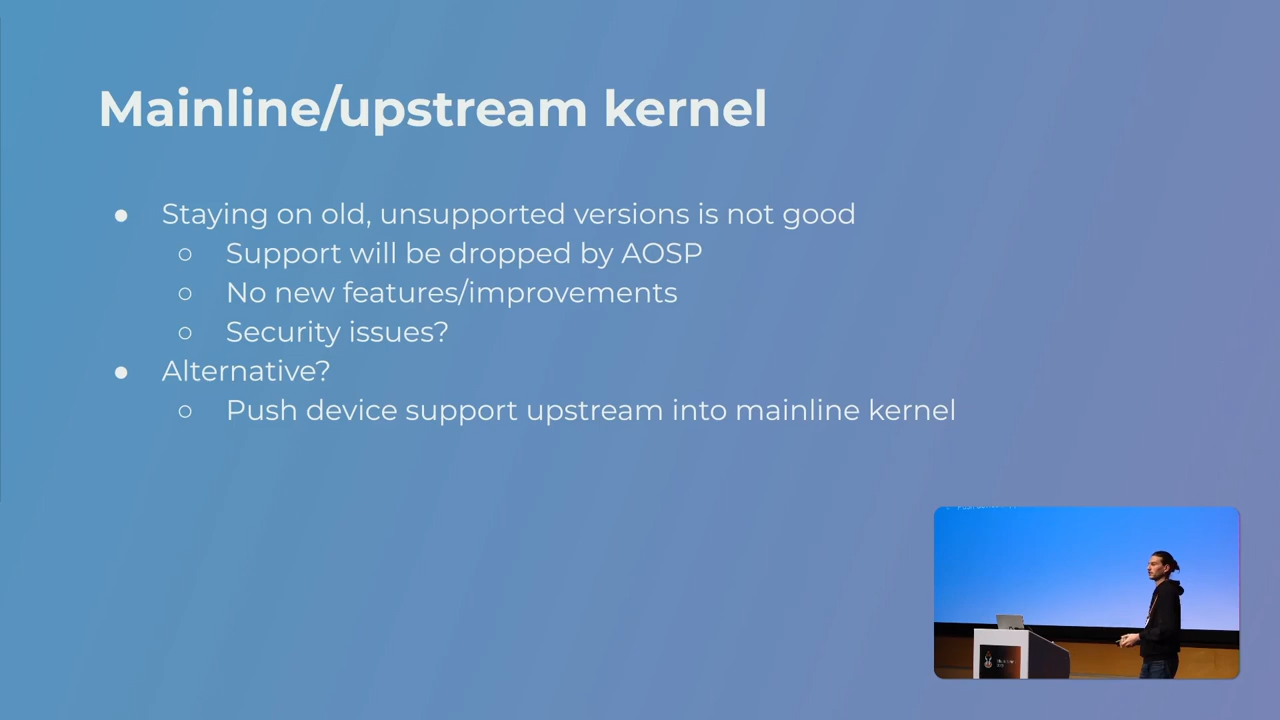 Mainline/upstream kernel
● Staying on old, unsupported versions is not good
○ Support will be dropped by AOSP
○ No new features/improvements
○ Security issues?
● Alternative?
○ Push device support upstream into mainline kernel